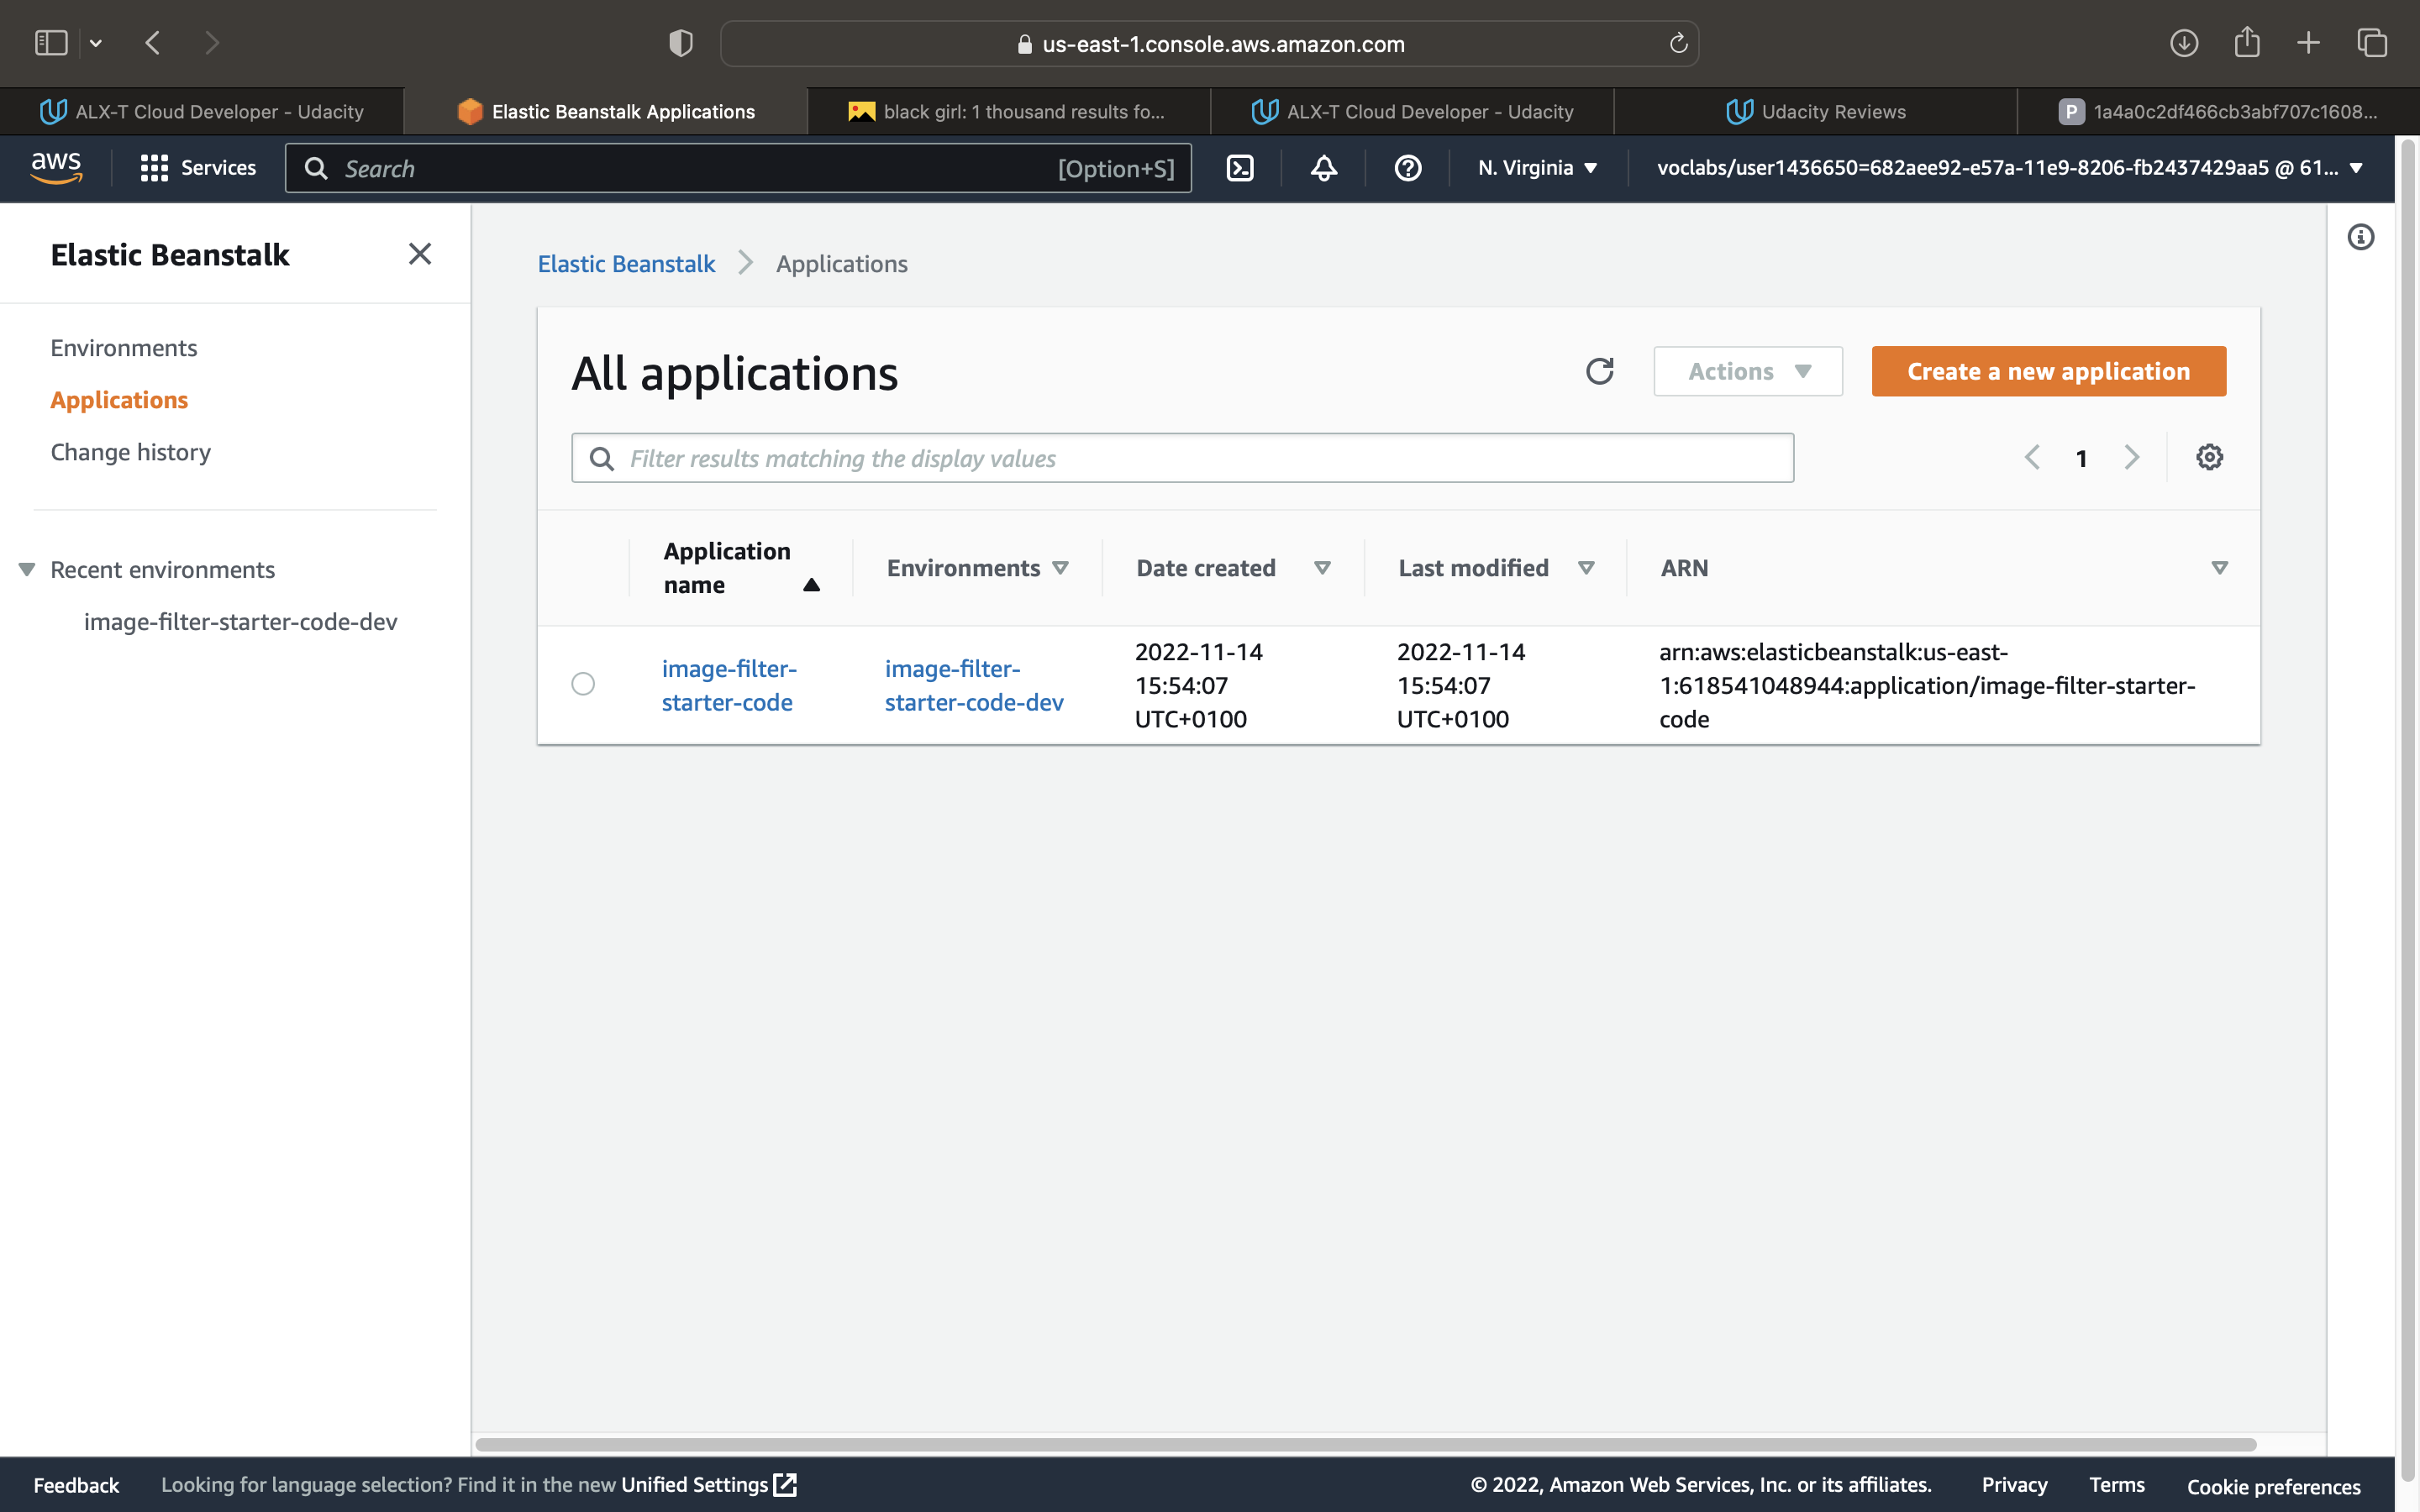 us-east-1.console.aws.amazon.com
ALX-T Cloud Developer - Udacity
Elastic Beanstalk Applications
black girl: 1 thousand results fo...
ALX-T Cloud Developer - Udacity
Udacity Reviews
P 1a4a0c2df466cb3abf707c1608...
aws
Services
Search
[Option+S]
N. Virginia
voclabs/user1436650=682aee92-e57a-11e9-8206-fb2437429aa5 @ 61...
Elastic Beanstalk
Environments
Applications
Change history
Recent environments
image-filter-starter-code-dev
Elastic Beanstalk
Applications
All applications
Actions
Create a new application
Filter results matching the display values
1
Application
name
Environments
Date created
Last modified
ARN
image-filter-
starter-code
image-filter-
starter-code-dev
2022-11-14
15:54:07
UTC+0100
2022-11-14
15:54:07
UTC+0100
arn:aws:elasticbeanstalk:us-east-
1:618541048944:application/image-filter-starter-
code
Feedback
Looking for language selection? Find it in the new Unified Settings
© 2022, Amazon Web Services, Inc. or its affiliates.
Privacy
Terms
Cookie preferences